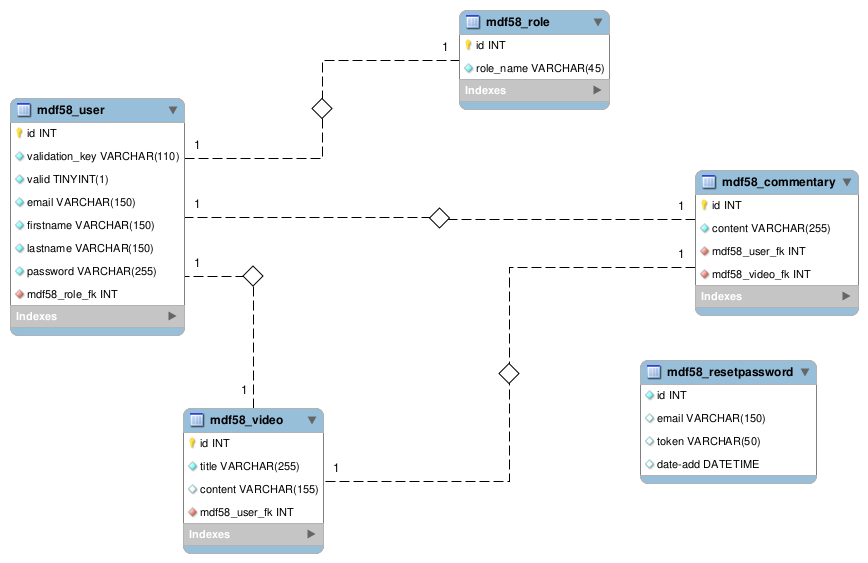 mdf58_role
id INT
role_name VARCHAR(45)
Indexes
1
mdf58_user
id INT
validation_key VARCHAR(110)
valid TINYINT(1)
email VARCHAR(150)
firstname VARCHAR(150)
lastname VARCHAR(150)
password VARCHAR(255)
mdf58_role_fk INT
Indexes
1
1
1
mdf58_commentary
id INT
content VARCHAR(255)
mdf58_user_fk INT
mdf58_video_fk INT
Indexes
1
1
mdf58_resetpassword
id INT
email VARCHAR(150)
token VARCHAR(50)
date-add DATETIME
1
mdf58_video
id INT
title VARCHAR(255)
content VARCHAR(155)
mdf58_user_fk INT
Indexes
1